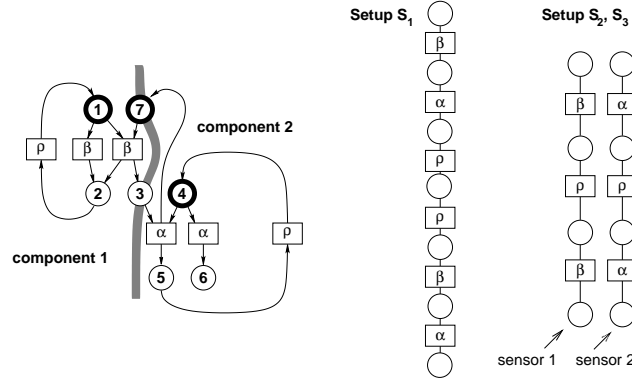 Setup S1
Setup S2, S3
β
α
ρ
ρ
β
α
β
ρ
β
α
ρ
α
sensor 1
sensor 2
1
7
component 2
ρ
β
β
2
3
4
component 1
α
α
ρ
5
6